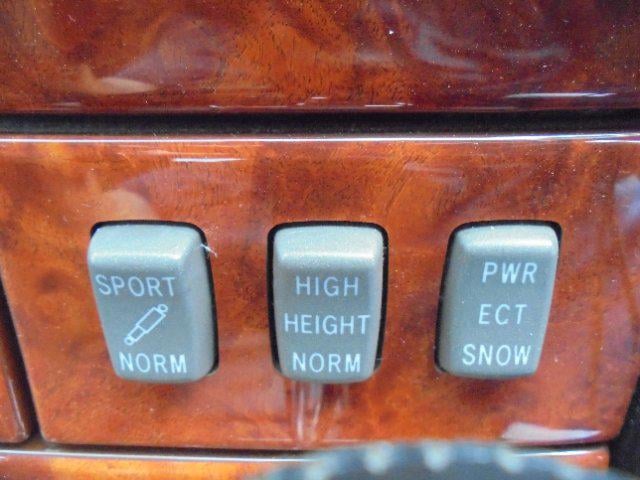 SPORT
NORM
HIGH
HEIGHT
NORM
PWR
ECT
SNOW